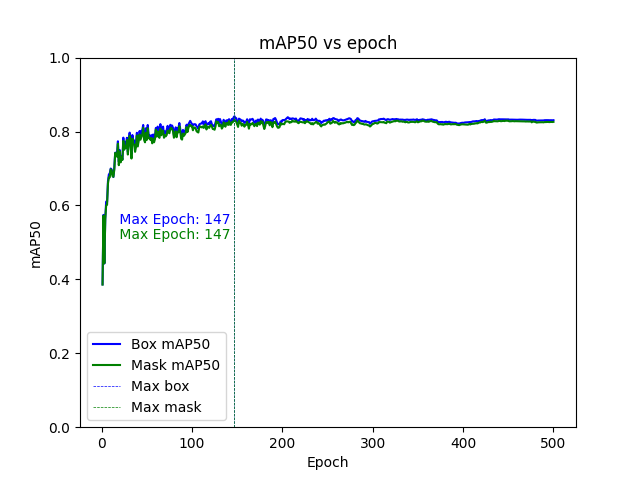 mAP50 vs epoch
1.0
0.8
0.6
0.4
0.2
0.0
mAP50
Max Epoch: 147
Max Epoch: 147
Box mAP50
Mask mAP50
Max box
Max mask
0 100 200 300 400 500
Epoch